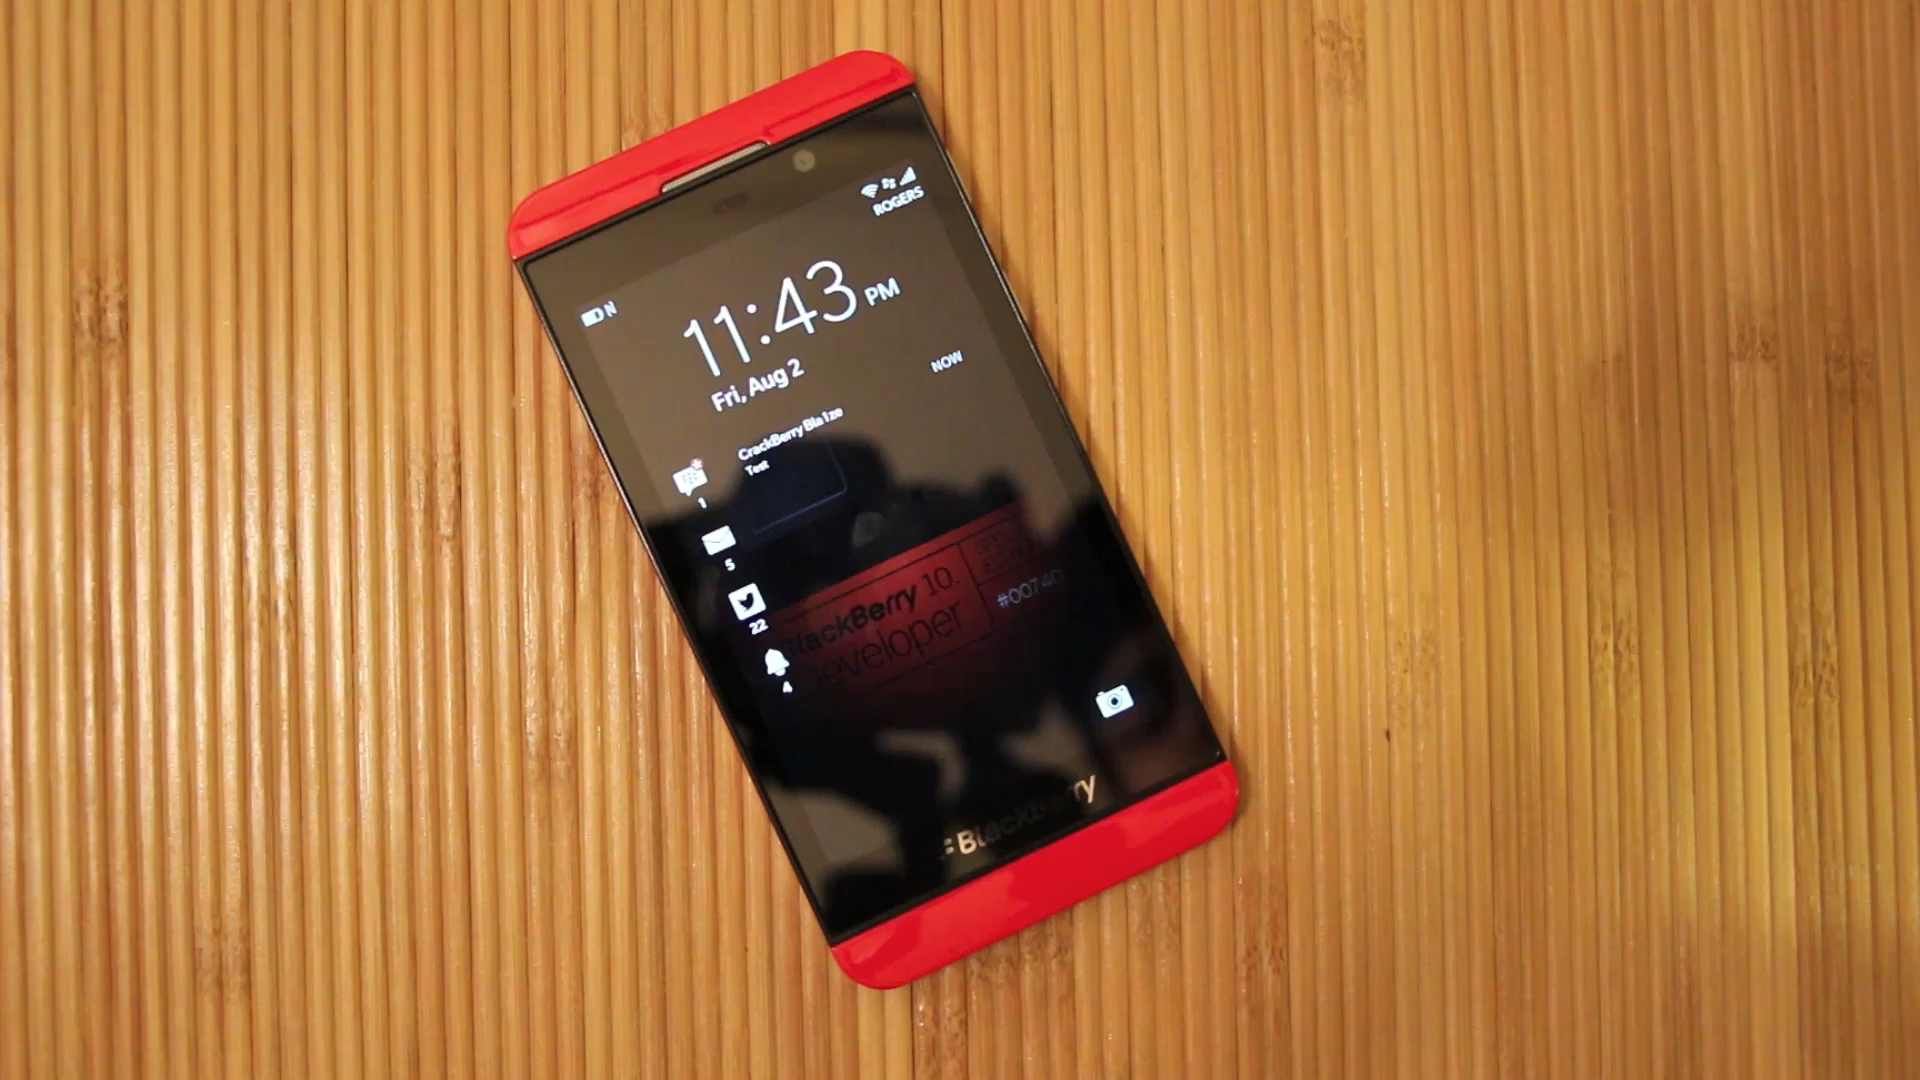 ROGERS
N
11:43 PM
Fri, Aug 2
NOW
CrackBerry Bla1ze
Test
1
5
22
4
BlackBerry 10.
Developer
#00740
BlackBerry